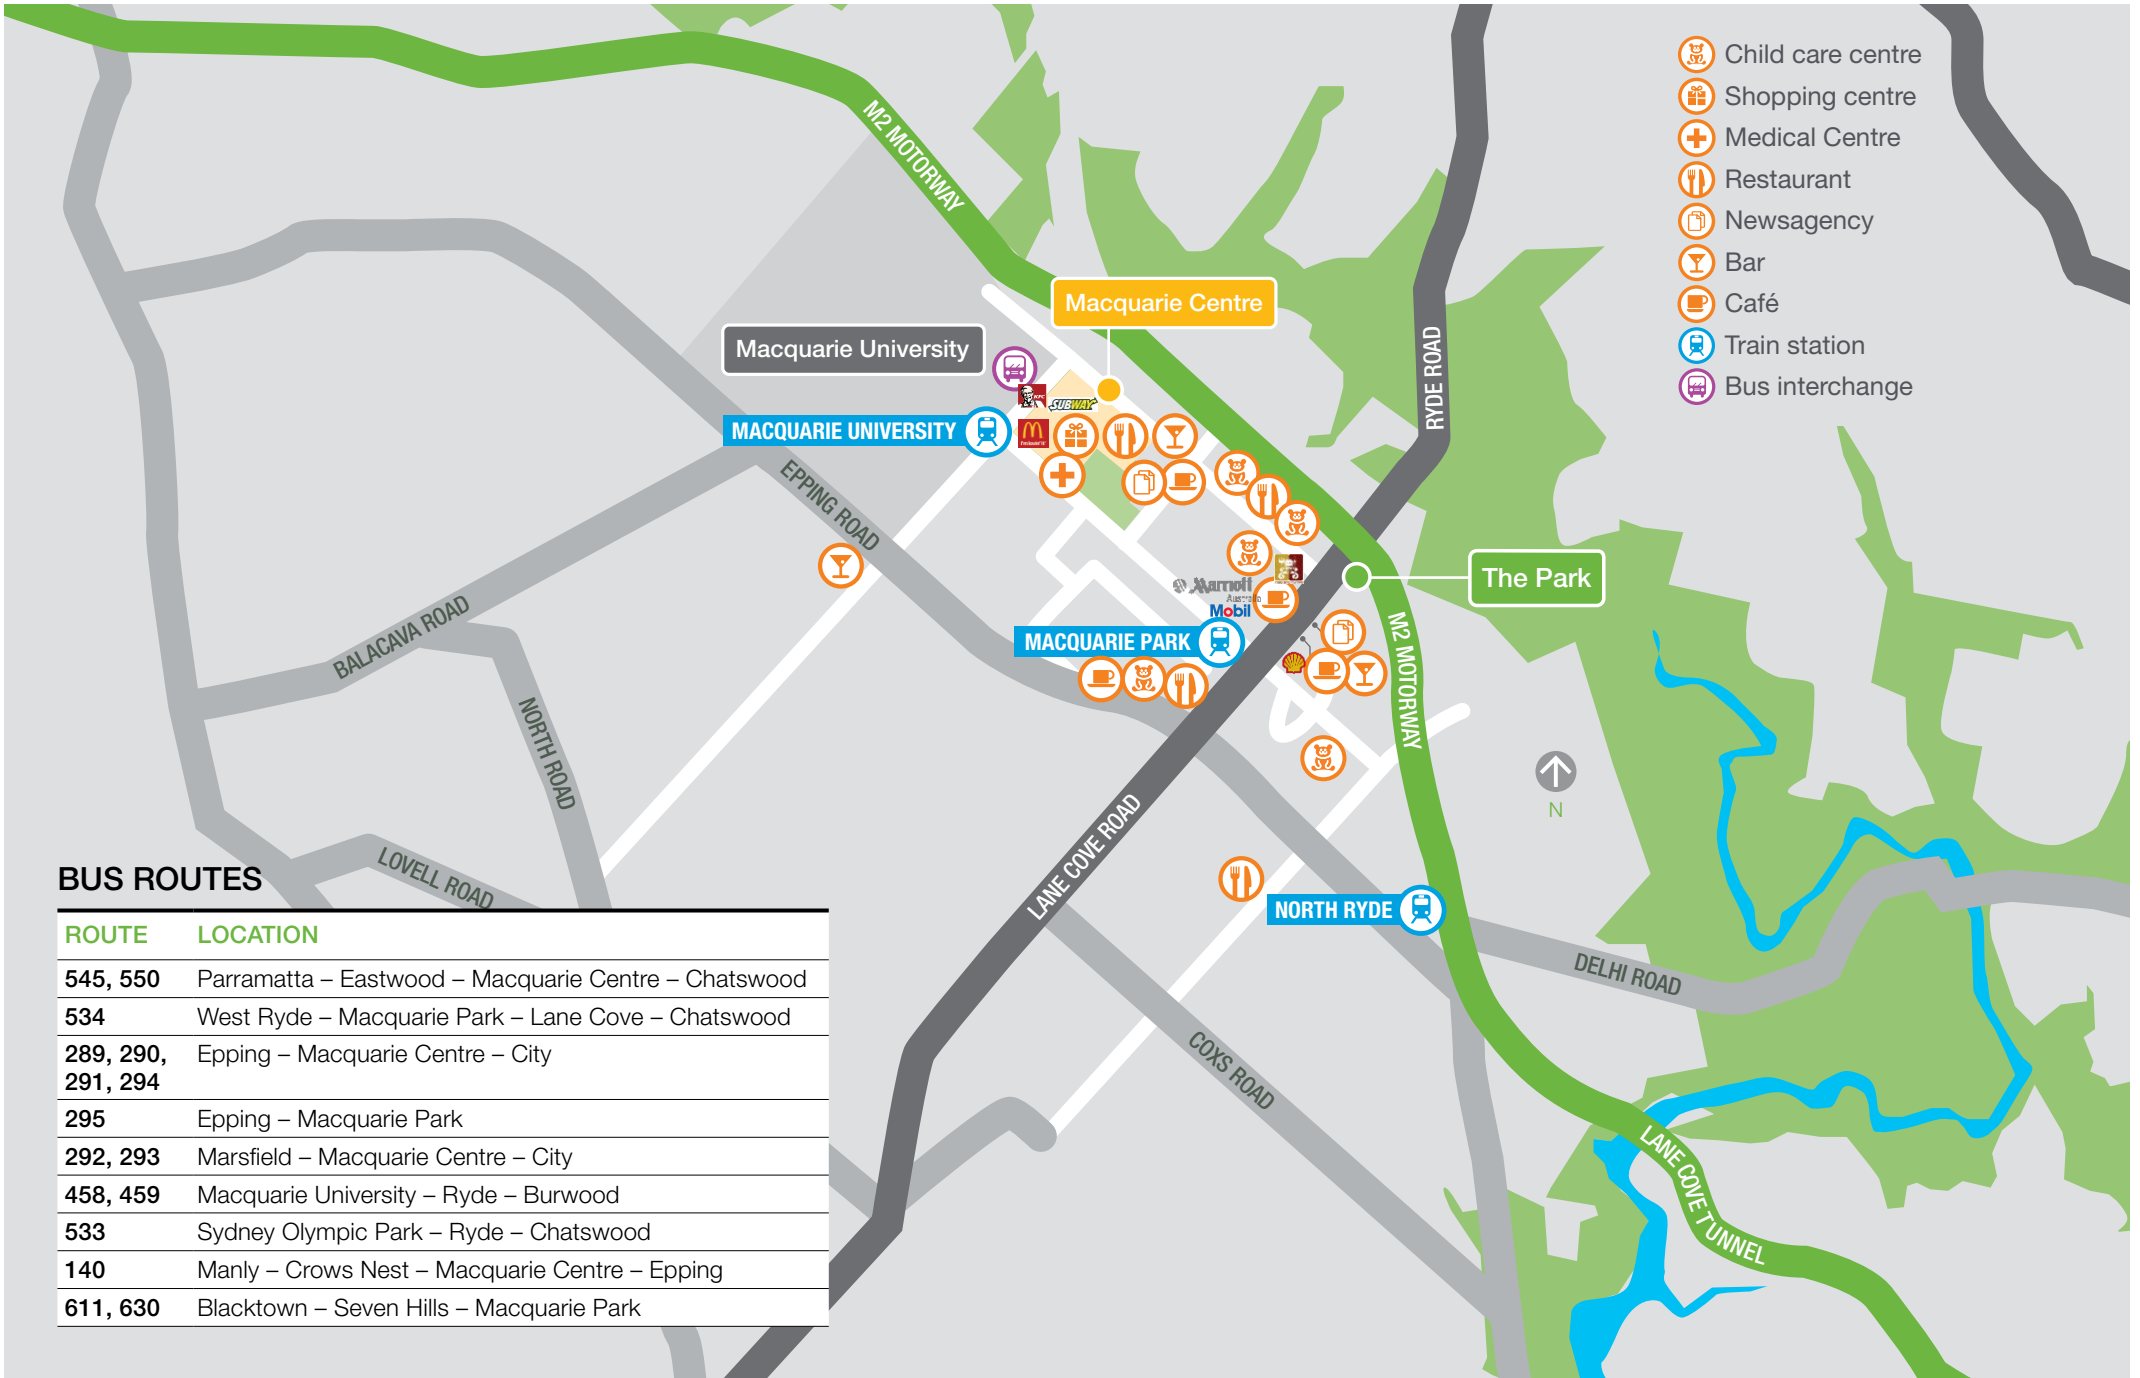 M2 MOTORWAY
Child care centre
Shopping centre
Medical Centre
Restaurant
Newsagency
Bar
Café
Train station
Bus interchange
Macquarie Centre
Macquarie University
RYDE ROAD
KFC
SUBWAY
MACQUARIE UNIVERSITY
EPPING ROAD
The Park
Marriott
Mobil
MACQUARIE PARK
M2 MOTORWAY
BALACAVA ROAD
NORTH ROAD
N
LANE COVE ROAD
LOVELL ROAD
NORTH RYDE
DELHI ROAD
COXS ROAD
LANE COVE TUNNEL
BUS ROUTES
ROUTE LOCATION
545, 550 Parramatta – Eastwood – Macquarie Centre – Chatswood
534 West Ryde – Macquarie Park – Lane Cove – Chatswood
289, 290, Epping – Macquarie Centre – City
291, 294
295 Epping – Macquarie Park
292, 293 Marsfield – Macquarie Centre – City
458, 459 Macquarie University – Ryde – Burwood
533 Sydney Olympic Park – Ryde – Chatswood
140 Manly – Crows Nest – Macquarie Centre – Epping
611, 630 Blacktown – Seven Hills – Macquarie Park